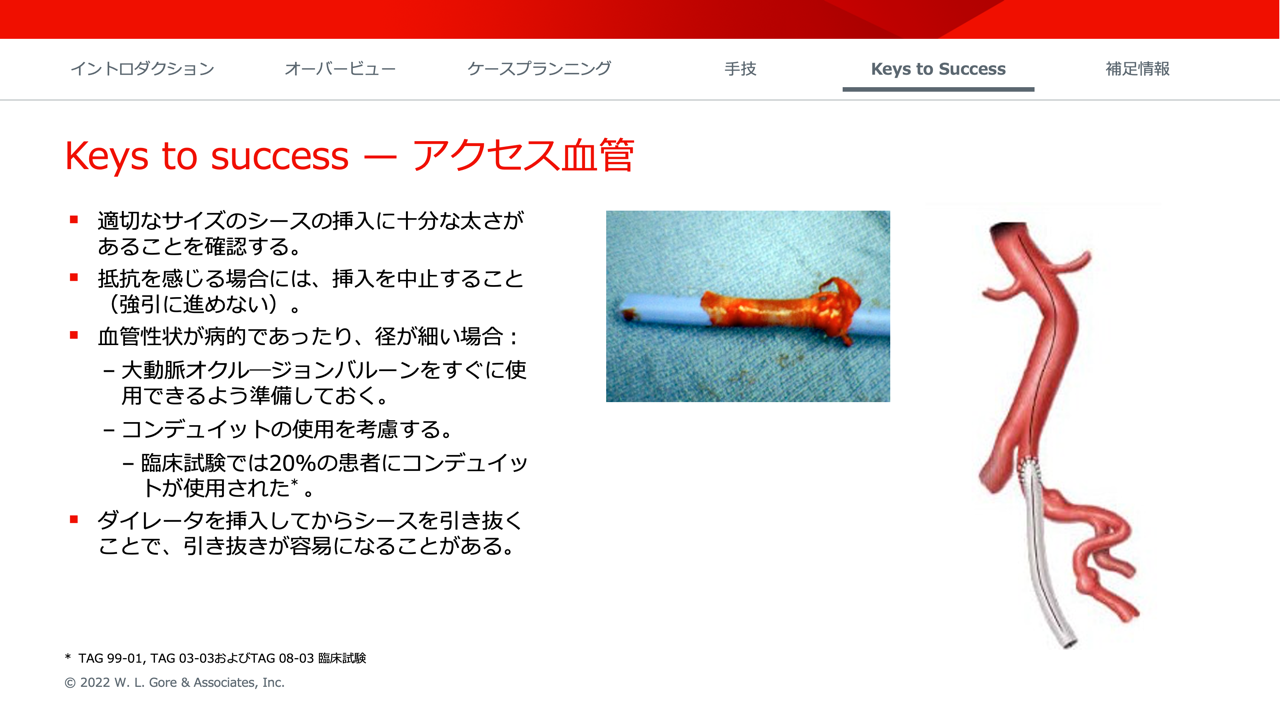 イントロダクション
オーバービュー
ケースプランニング
手技
Keys to Success
補足情報
Keys to success — アクセス血管
▪ 適切なサイズのシースの挿入に十分な太さが
あることを確認する。
▪ 抵抗を感じる場合には、挿入を中止すること
（強引に進めない）。
▪ 血管性状が病的であったり、径が細い場合：
– 大動脈オクル―ジョンバルーンをすぐに使
用できるよう準備しておく。
– コンデュイットの使用を考慮する。
– 臨床試験では20%の患者にコンデュイッ
トが使用された* 。
▪ ダイレータを挿入してからシースを引き抜く
ことで、引き抜きが容易になることがある。
* TAG 99-01, TAG 03-03およびTAG 08-03 臨床試験
© 2022 W. L. Gore & Associates, Inc.